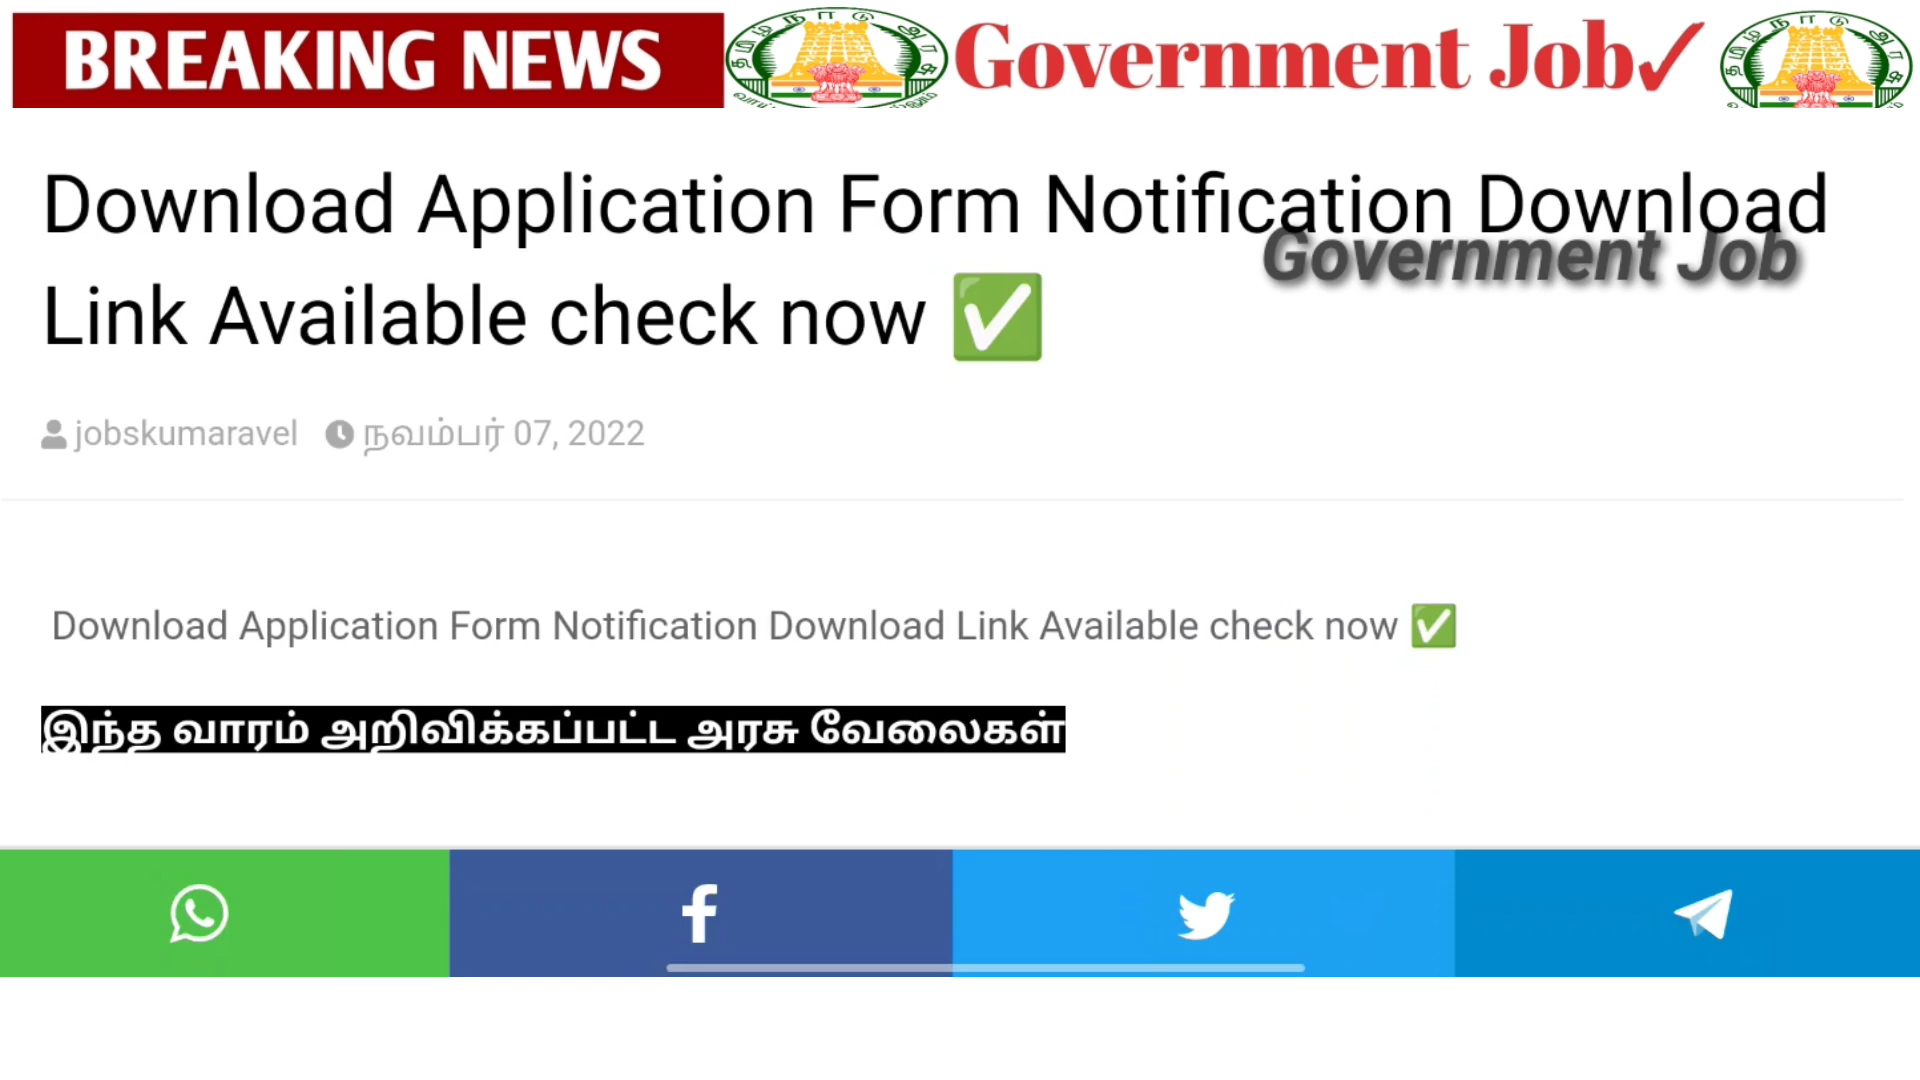 BREAKING NEWS
Government Job✓
Download Application Form Notification Download
Government Job
Link Available check now ✅
jobskumaravel நவம்பர் 07, 2022
Download Application Form Notification Download Link Available check now ✅
இந்த வாரம் அறிவிக்கப்பட்ட அரசு வேலைகள்